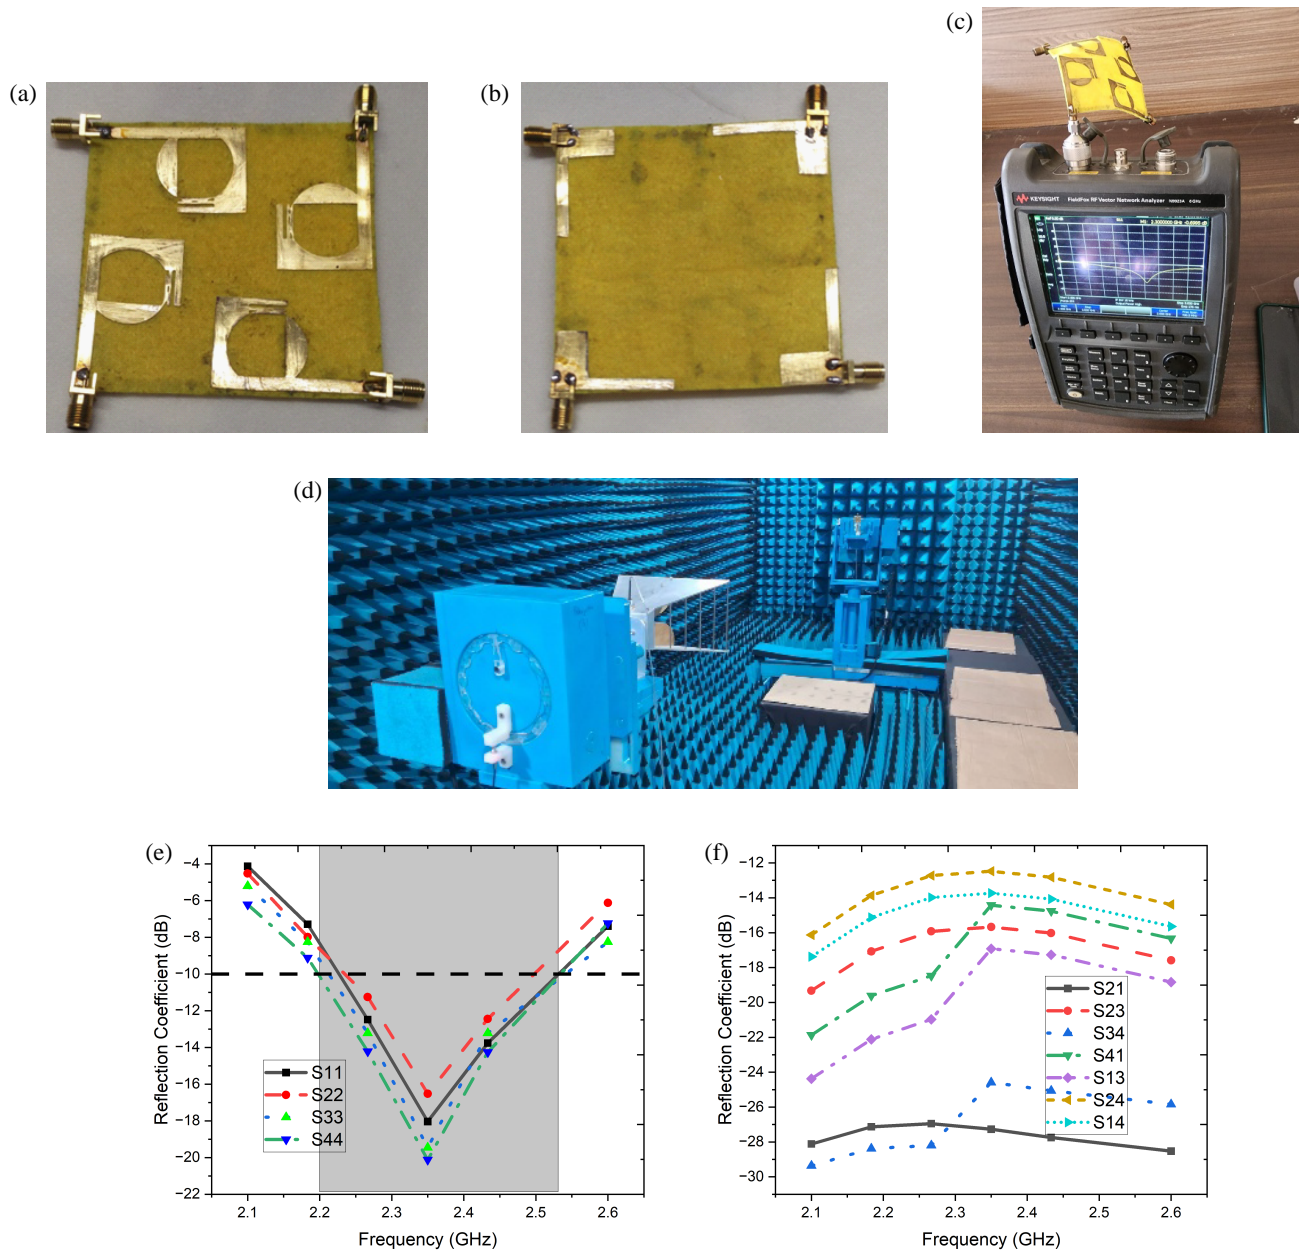 (a)
(b)
(c)
KEYSIGHT FieldFox RF Vector Network Analyzer N9923A 6 GHz
(d)
(e)
Reflection Coefficient (dB)
−4
−6
−8
−10
−12
−14
−16
−18
−20
−22
S11
S22
S33
S44
2.1 2.2 2.3 2.4 2.5 2.6
Frequency (GHz)
(f)
Reflection Coefficient (dB)
−12
−14
−16
−18
−20
−22
−24
−26
−28
−30
S21
S23
S34
S41
S13
S24
S14
2.1 2.2 2.3 2.4 2.5 2.6
Frequency (GHz)